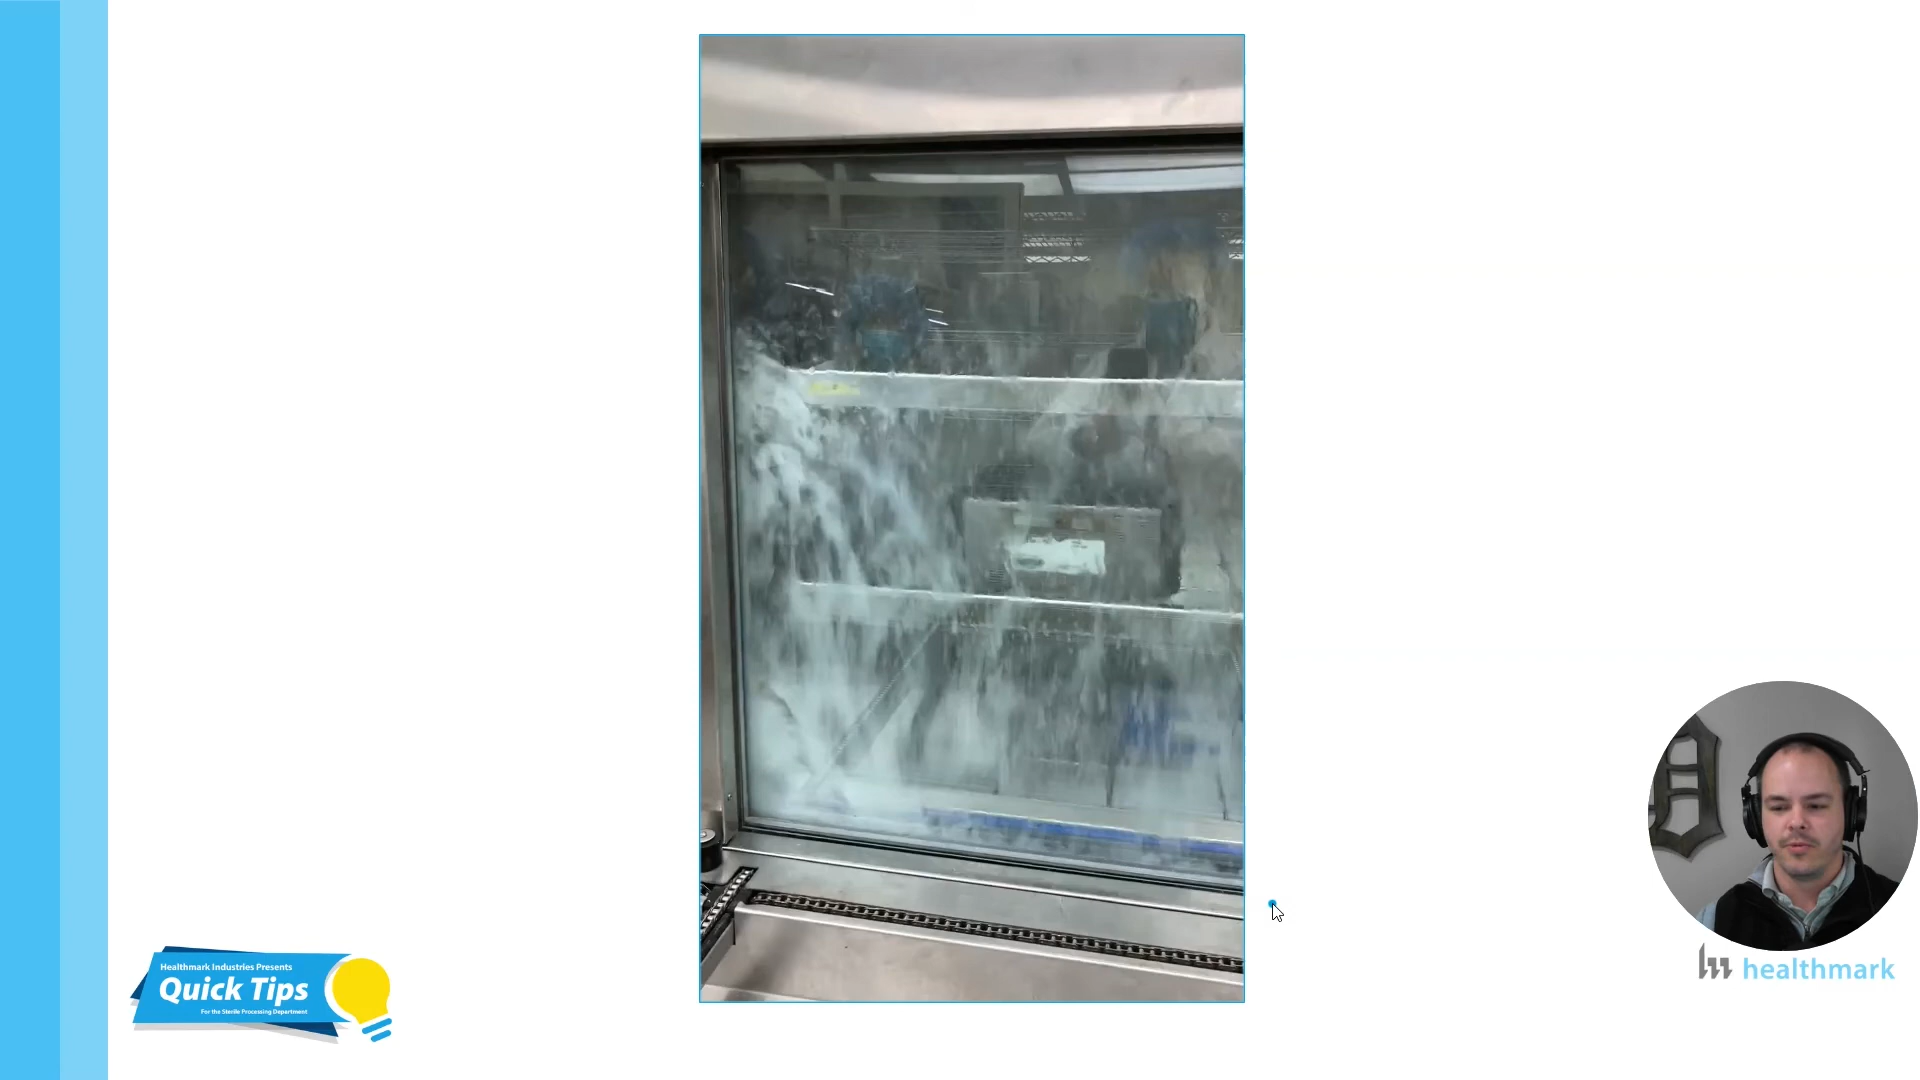 Healthmark Industries Presents
Quick Tips
For the Sterile Processing Department
healthmark